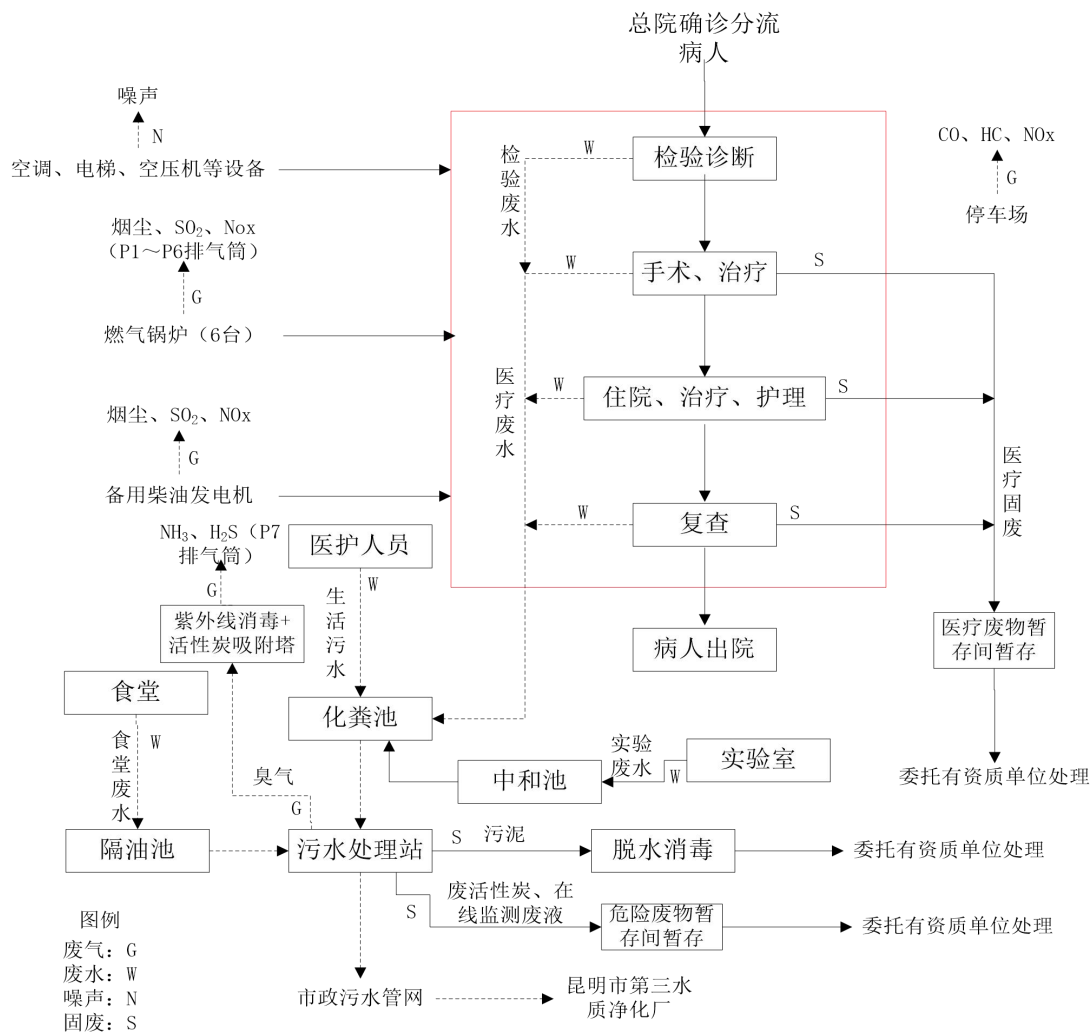 总院确诊分流
病人
噪声
N
空调、电梯、空压机等设备
检验废水
W
检验诊断
CO、HC、NOx
G
停车场
烟尘、SO₂、Nox
（P1～P6排气筒）
G
燃气锅炉（6台）
W
手术、治疗
S
医疗废水
W
住院、治疗、护理
S
烟尘、SO₂、NOx
G
备用柴油发电机
医疗固废
W
复查
S
NH₃、H₂S（P7
排气筒）
G
医护人员
W
生活污水
紫外线消毒+
活性炭吸附塔
病人出院
医疗废物暂
存间暂存
食堂
W
食堂废水
化粪池
臭气
G
中和池
实验
废水
W
实验室
委托有资质单位处理
隔油池
污水处理站
S
污泥
脱水消毒
委托有资质单位处理
S
废活性炭、在
线监测废液
危险废物暂
存间暂存
委托有资质单位处理
图例
废气：G
废水：W
噪声：N
固废：S
市政污水管网
昆明市第三水
质净化厂